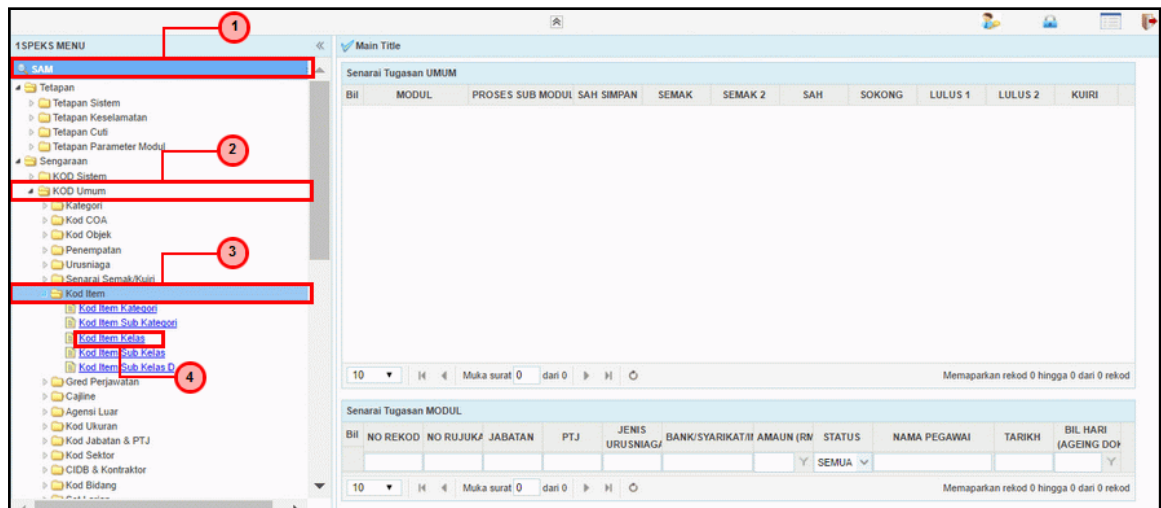 1
1SPEKS MENU
Main Title
SAM
Tetapan
Tetapan Sistem
Tetapan Keselamatan
Tetapan Cuti
Tetapan Parameter Modul
2
Sengaraan
KOD Sistem
KOD Umum
Kategori
Kod COA
Kod Objek
Penempatan
3
Urusniaga
Senarai Semak/Kuiri
Kod Item
Kod Item Kategori
Kod Item Sub Kategori
Kod Item Kelas
Kod Item Sub Kelas
Kod Item Sub Kelas D
4
Gred Perjawatan
Cajline
Agensi Luar
Kod Ukuran
Kod Jabatan & PTJ
Kod Sektor
CIDB & Kontraktor
Kod Bidang
Senarai Tugasan UMUM
Bil MODUL PROSES SUB MODUL SAH SIMPAN SEMAK SEMAK 2 SAH SOKONG LULUS 1 LULUS 2 KUIRI
10 Muka surat 0 dari 0 Memaparkan rekod 0 hingga 0 dari 0 rekod
Senarai Tugasan MODUL
Bil NO REKOD NO RUJUKA JABATAN PTJ JENIS URUSNIAGA BANK/SYARIKAT/II AMAUN (RM STATUS NAMA PEGAWAI TARIKH BIL HARI (AGEING DOK
SEMUA
10 Muka surat 0 dari 0 Memaparkan rekod 0 hingga 0 dari 0 rekod